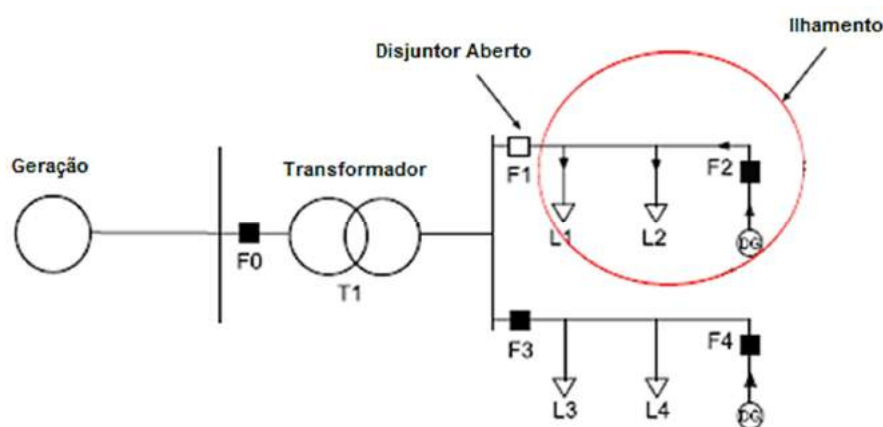 Ilhamento
Disjuntor Aberto
Geração
Transformador
F1
F2
L1
L2
DG
F0
T1
F3
F4
L3
L4
DG